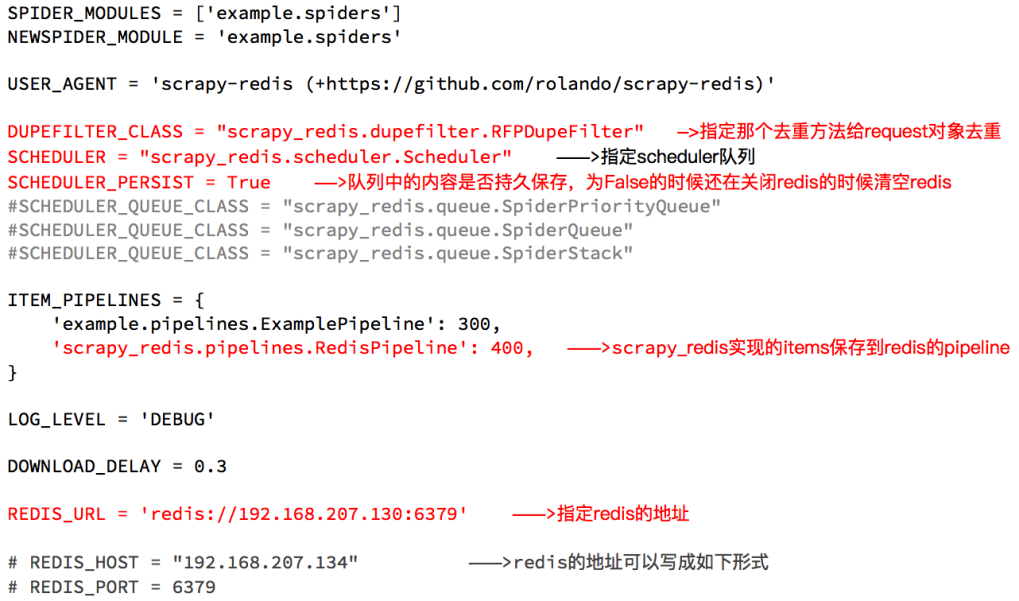 SPIDER_MODULES = ['example.spiders']
NEWSPIDER_MODULE = 'example.spiders'
USER_AGENT = 'scrapy-redis (+https://github.com/rolando/scrapy-redis)'
DUPEFILTER_CLASS = "scrapy_redis.dupefilter.RFPDupeFilter" —>指定那个去重方法给request对象去重
SCHEDULER = "scrapy_redis.scheduler.Scheduler" ——>指定scheduler队列
SCHEDULER_PERSIST = True ——>队列中的内容是否持久保存，为False的时候还在关闭redis的时候清空redis
#SCHEDULER_QUEUE_CLASS = "scrapy_redis.queue.SpiderPriorityQueue"
#SCHEDULER_QUEUE_CLASS = "scrapy_redis.queue.SpiderQueue"
#SCHEDULER_QUEUE_CLASS = "scrapy_redis.queue.SpiderStack"
ITEM_PIPELINES = {
    'example.pipelines.ExamplePipeline': 300,
    'scrapy_redis.pipelines.RedisPipeline': 400, ——>scrapy_redis实现的items保存到redis的pipeline
}
LOG_LEVEL = 'DEBUG'
DOWNLOAD_DELAY = 0.3
REDIS_URL = 'redis://192.168.207.130:6379' ——>指定redis的地址
# REDIS_HOST = "192.168.207.134" ——>redis的地址可以写成如下形式
# REDIS_PORT = 6379